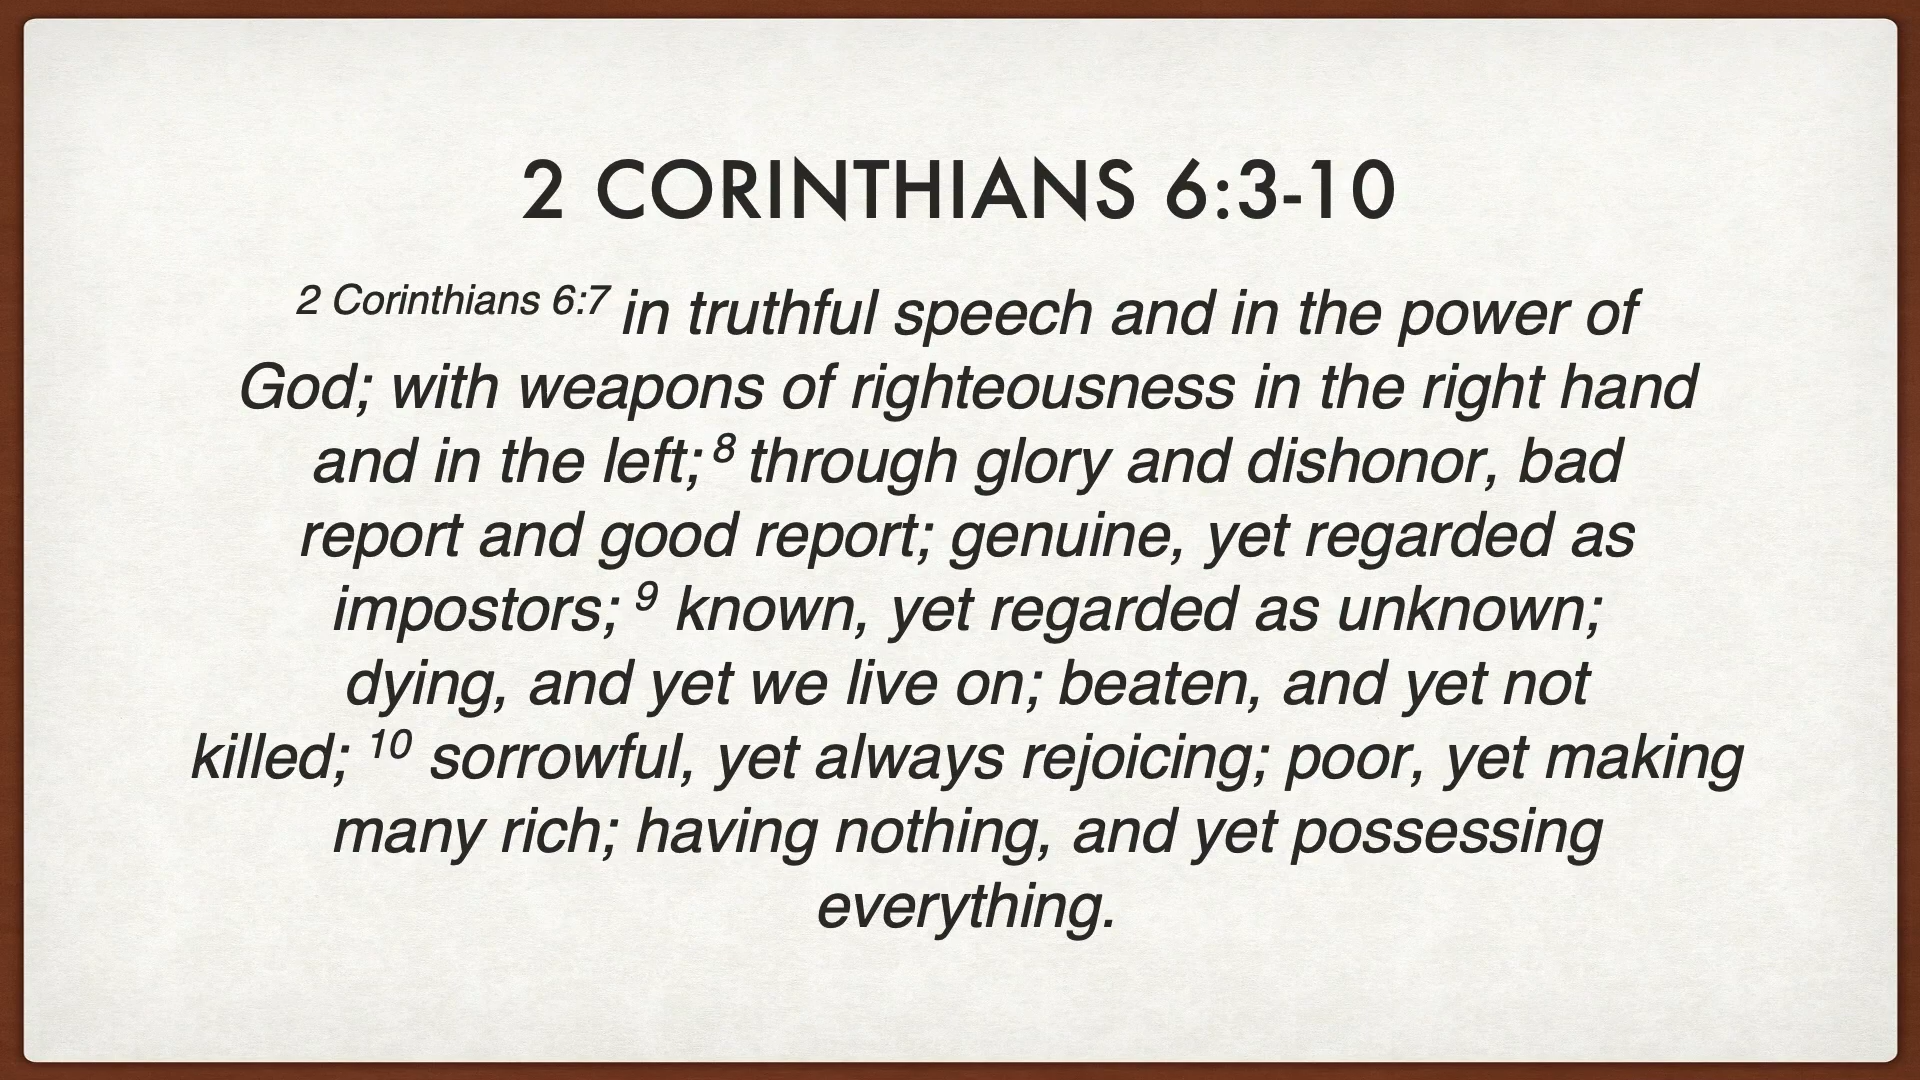 2 CORINTHIANS 6:3-10
2 Corinthians 6:7 in truthful speech and in the power of
God; with weapons of righteousness in the right hand
and in the left; 8 through glory and dishonor, bad
report and good report; genuine, yet regarded as
impostors; 9 known, yet regarded as unknown;
dying, and yet we live on; beaten, and yet not
killed; 10 sorrowful, yet always rejoicing; poor, yet making
many rich; having nothing, and yet possessing
everything.